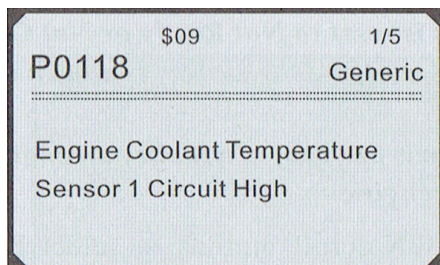 $09 1/5
P0118 Generic
Engine Coolant Temperature
Sensor 1 Circuit High